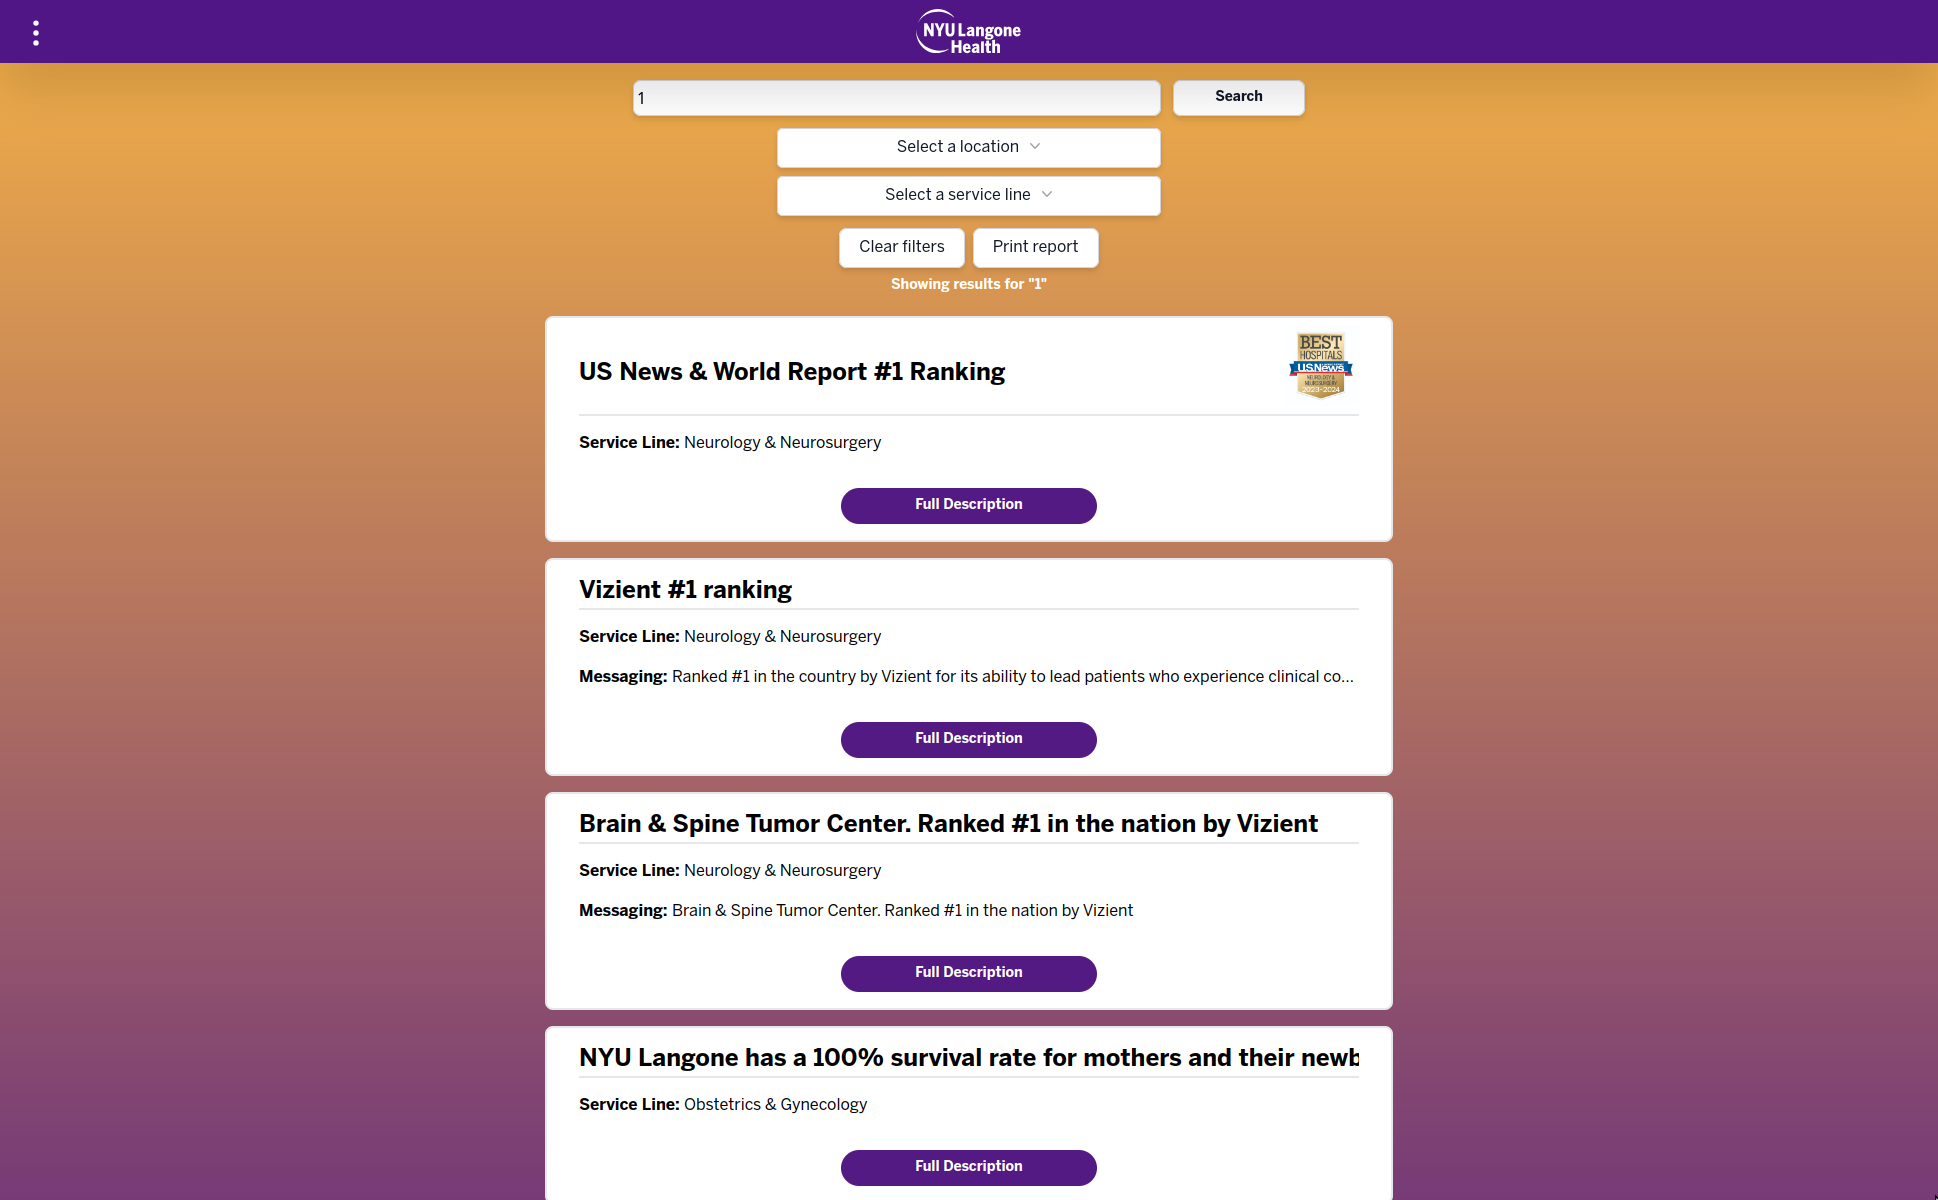 NYU Langone
Health
1
Search
Select a location
Select a service line
Clear filters
Print report
Showing results for "1"
US News & World Report #1 Ranking
BEST
HOSPITALS
U.S.News
NEUROLOGY &
NEUROSURGERY
2023-2024
Service Line: Neurology & Neurosurgery
Full Description
Vizient #1 ranking
Service Line: Neurology & Neurosurgery
Messaging: Ranked #1 in the country by Vizient for its ability to lead patients who experience clinical co...
Full Description
Brain & Spine Tumor Center. Ranked #1 in the nation by Vizient
Service Line: Neurology & Neurosurgery
Messaging: Brain & Spine Tumor Center. Ranked #1 in the nation by Vizient
Full Description
NYU Langone has a 100% survival rate for mothers and their newb
Service Line: Obstetrics & Gynecology
Full Description